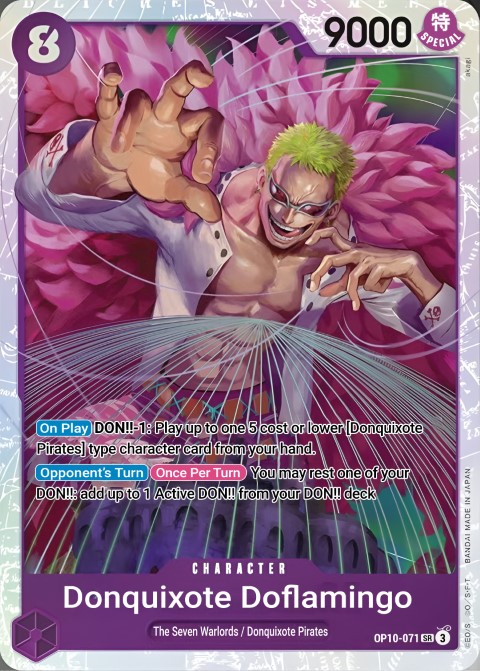 8
9000
特
SPECIAL
akagi
On Play DON!!-1: Play up to one 5 cost or lower [Donquixote
Pirates] type character card from your hand.
Opponent's Turn Once Per Turn You may rest one of your
DON!!: add up to 1 Active DON!! from your DON!! deck
CHARACTER
Donquixote Doflamingo
The Seven Warlords / Donquixote Pirates
OP10-071 SR 3
©E.O/S. ©O/S.F·T. BANDAI MADE IN JAPAN